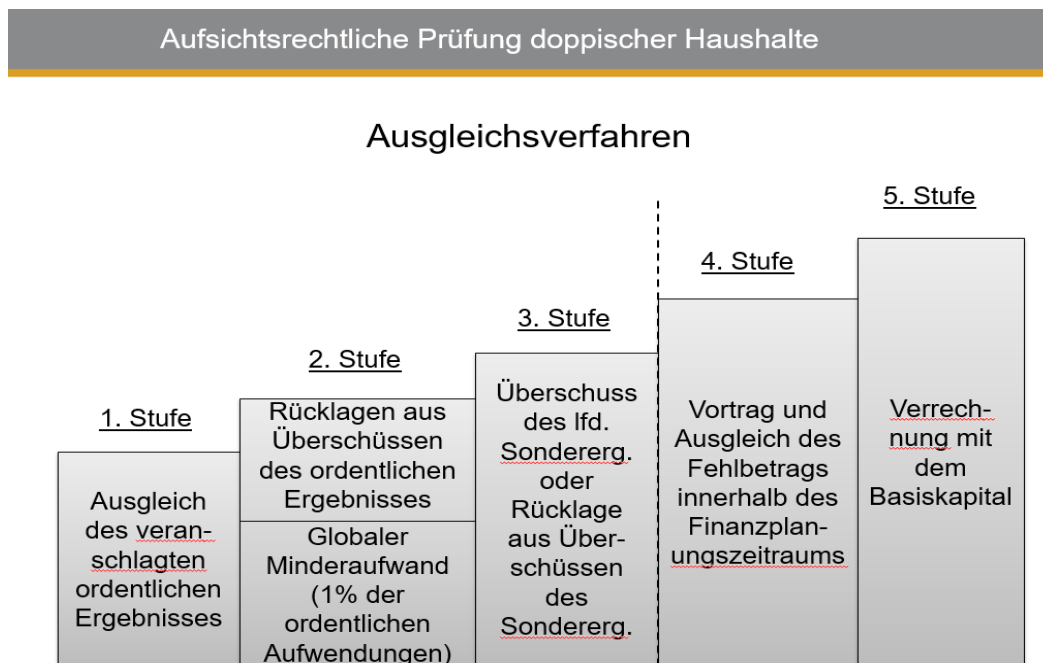 Aufsichtsrechtliche Prüfung doppischer Haushalte
Ausgleichsverfahren
1. Stufe
Ausgleich
des veran-
schlagten
ordentlichen
Ergebnisses
2. Stufe
Rücklagen aus
Überschüssen
des ordentlichen
Ergebnisses
Globaler
Minderaufwand
(1% der
ordentlichen
Aufwendungen)
3. Stufe
Überschuss
des lfd.
Sondererg.
oder
Rücklage
aus Über-
schüssen
des
Sondererg.
4. Stufe
Vortrag und
Ausgleich des
Fehlbetrags
innerhalb des
Finanzplan-
ungszeitraums
5. Stufe
Verrech-
nung mit
dem
Basiskapital